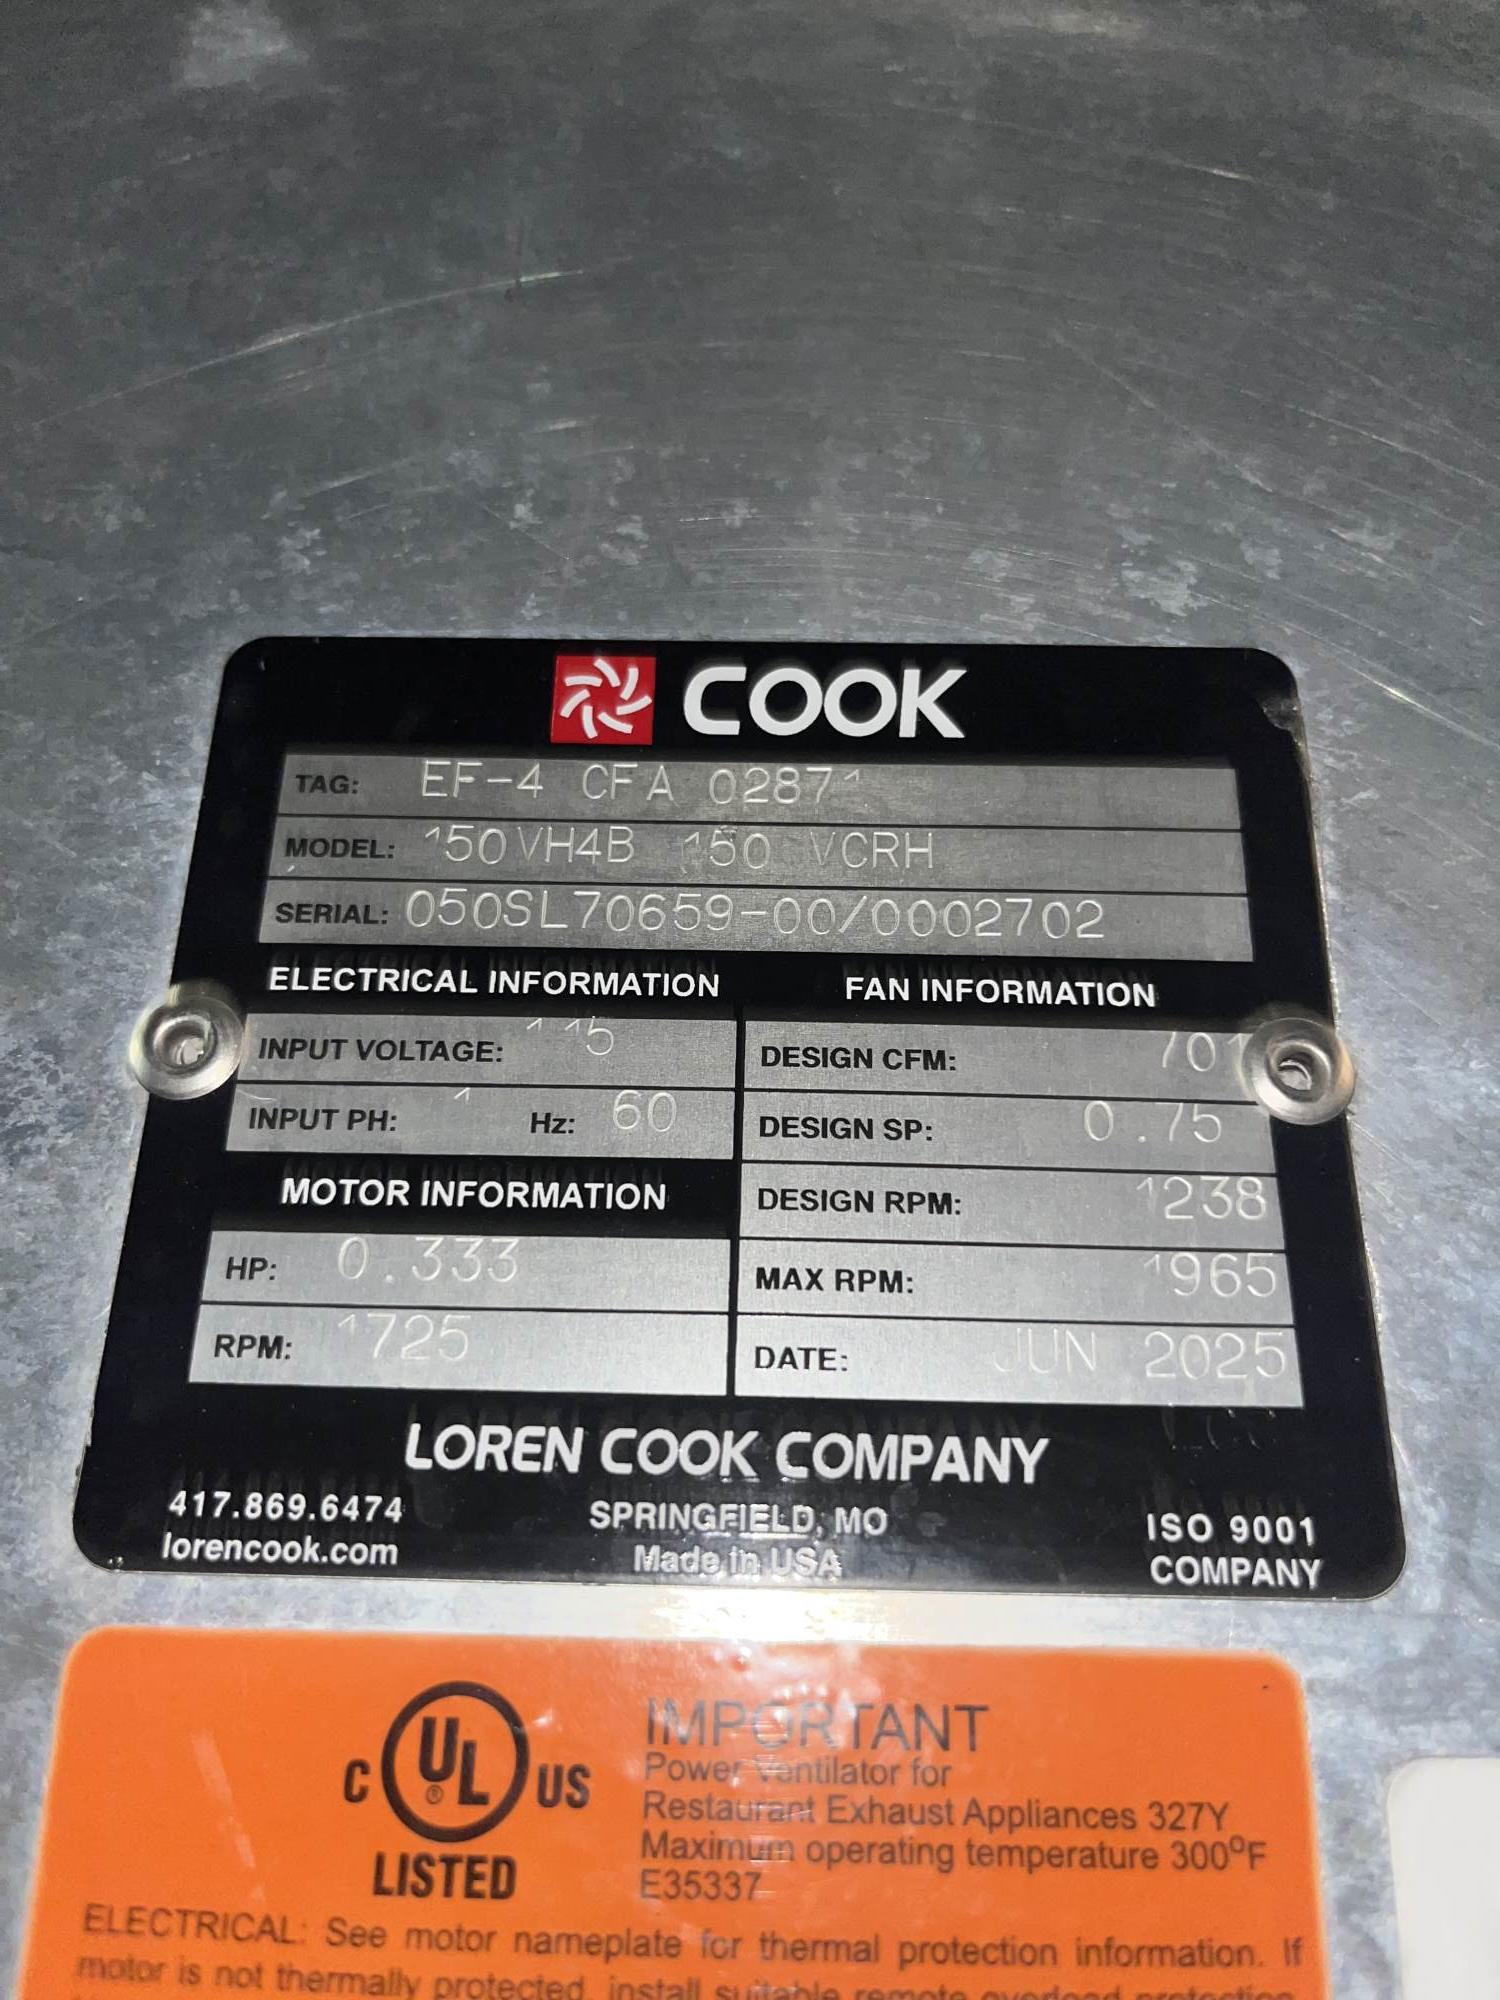 COOK
TAG: EF-4 CFA 02871
MODEL: 150VH4B 150 VCRH
SERIAL: 050SL70659-00/0002702
ELECTRICAL INFORMATION
INPUT VOLTAGE: 115
INPUT PH: 1 Hz: 60
MOTOR INFORMATION
HP: 0.333
RPM: 1725
FAN INFORMATION
DESIGN CFM: 701
DESIGN SP: 0.75
DESIGN RPM: 1238
MAX RPM: 1965
DATE: JUN 2025
LOREN COOK COMPANY
417.869.6474
lorencook.com
SPRINGFIELD, MO
Made in USA
ISO 9001
COMPANY
C UL ® US
LISTED
IMPORTANT
Power Ventilator for
Restaurant Exhaust Appliances 327Y
Maximum operating temperature 300°F
E35337
ELECTRICAL: See motor nameplate for thermal protection information. If
motor is not thermally protected, install suitable remote overload protection